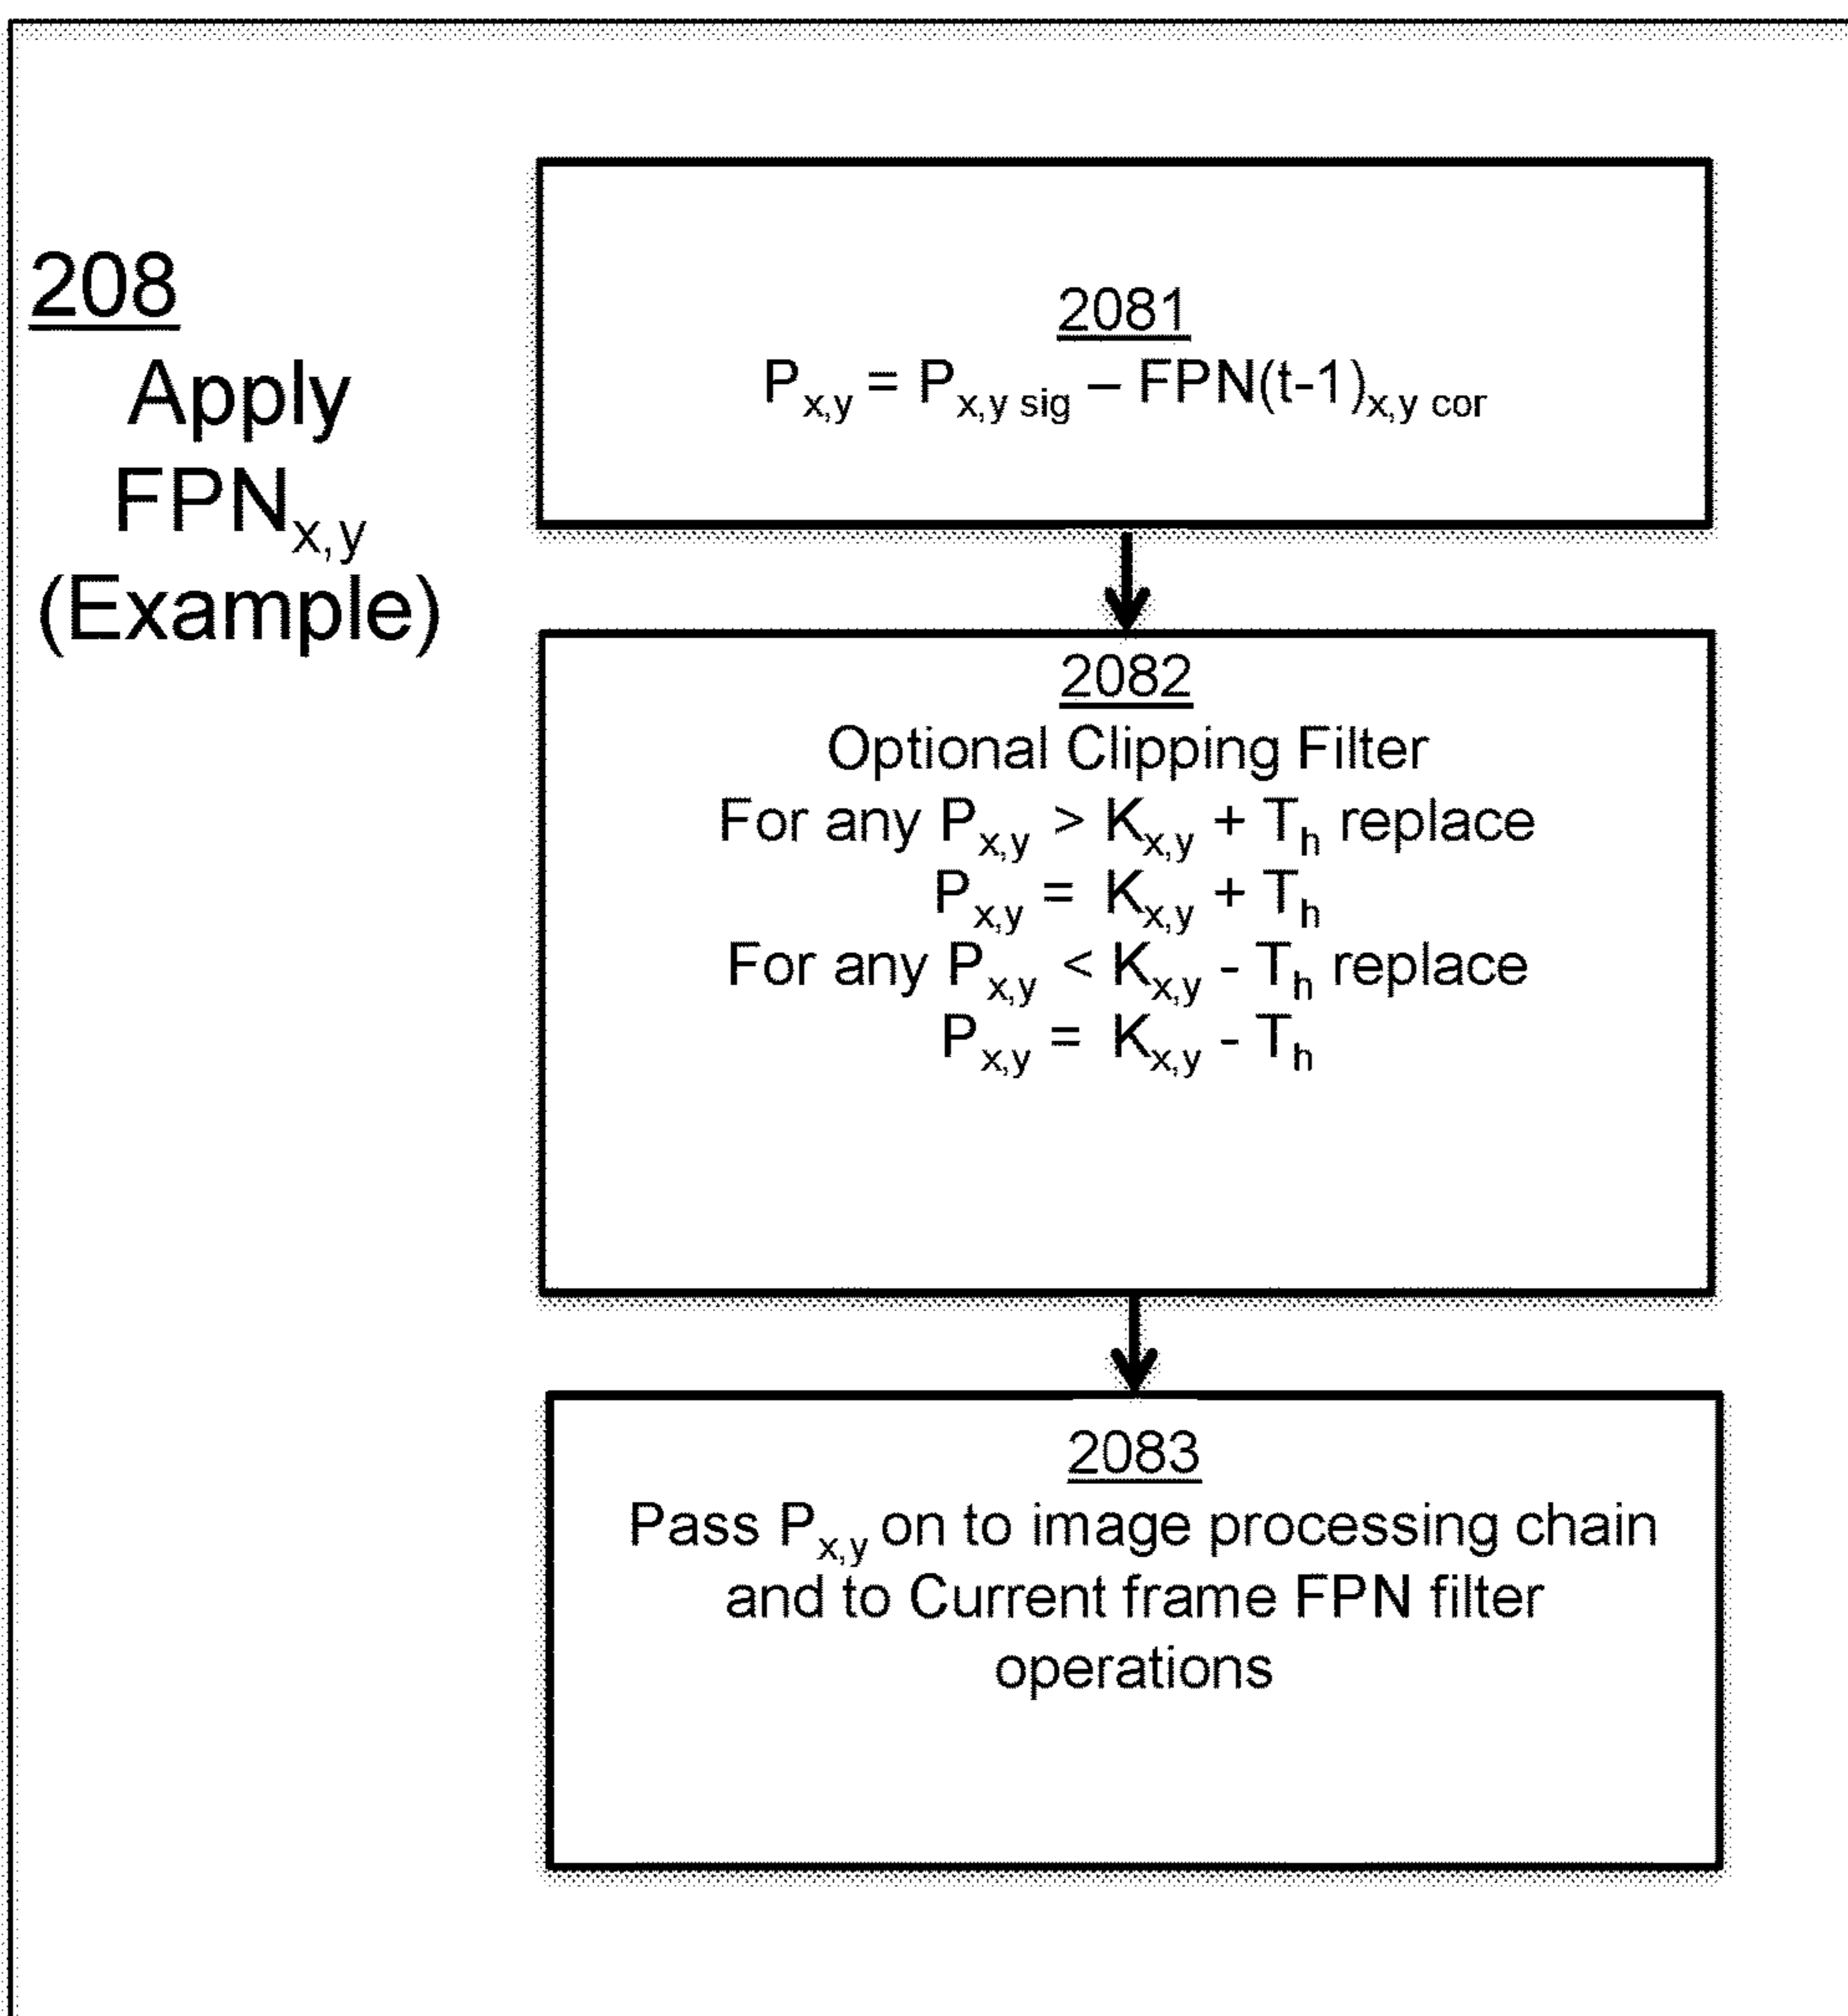 208
Apply
FPNx,y
(Example)
2081
Px,y = Px,y sig – FPN(t-1)x,y cor
2082
Optional Clipping Filter
For any Px,y > Kx,y + Th replace
Px,y = Kx,y + Th
For any Px,y < Kx,y - Th replace
Px,y = Kx,y - Th
2083
Pass Px,y on to image processing chain
and to Current frame FPN filter
operations